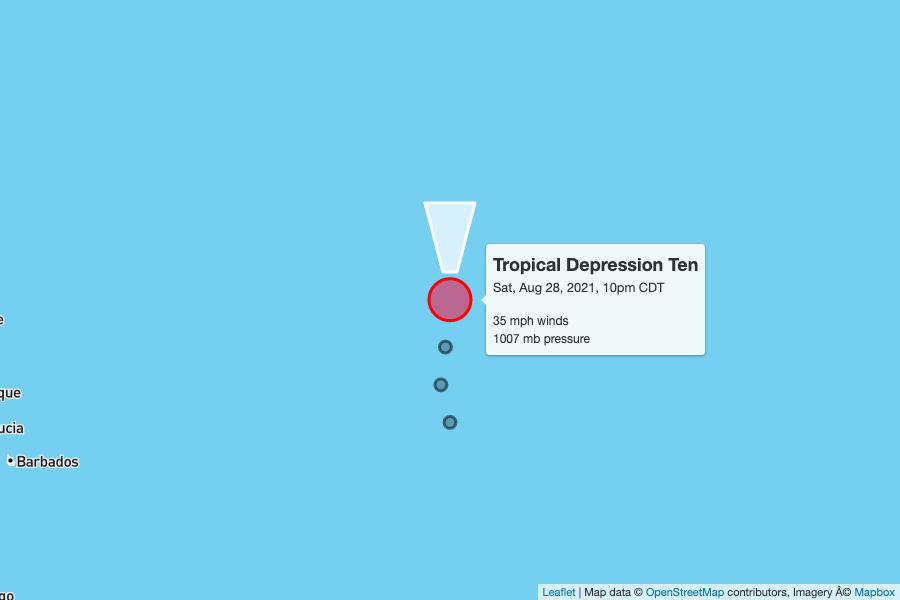 Tropical Depression Ten
Sat, Aug 28, 2021, 10pm CDT
35 mph winds
1007 mb pressure
e
que
ucia
Barbados
go
Leaflet | Map data © OpenStreetMap contributors, Imagery Â© Mapbox